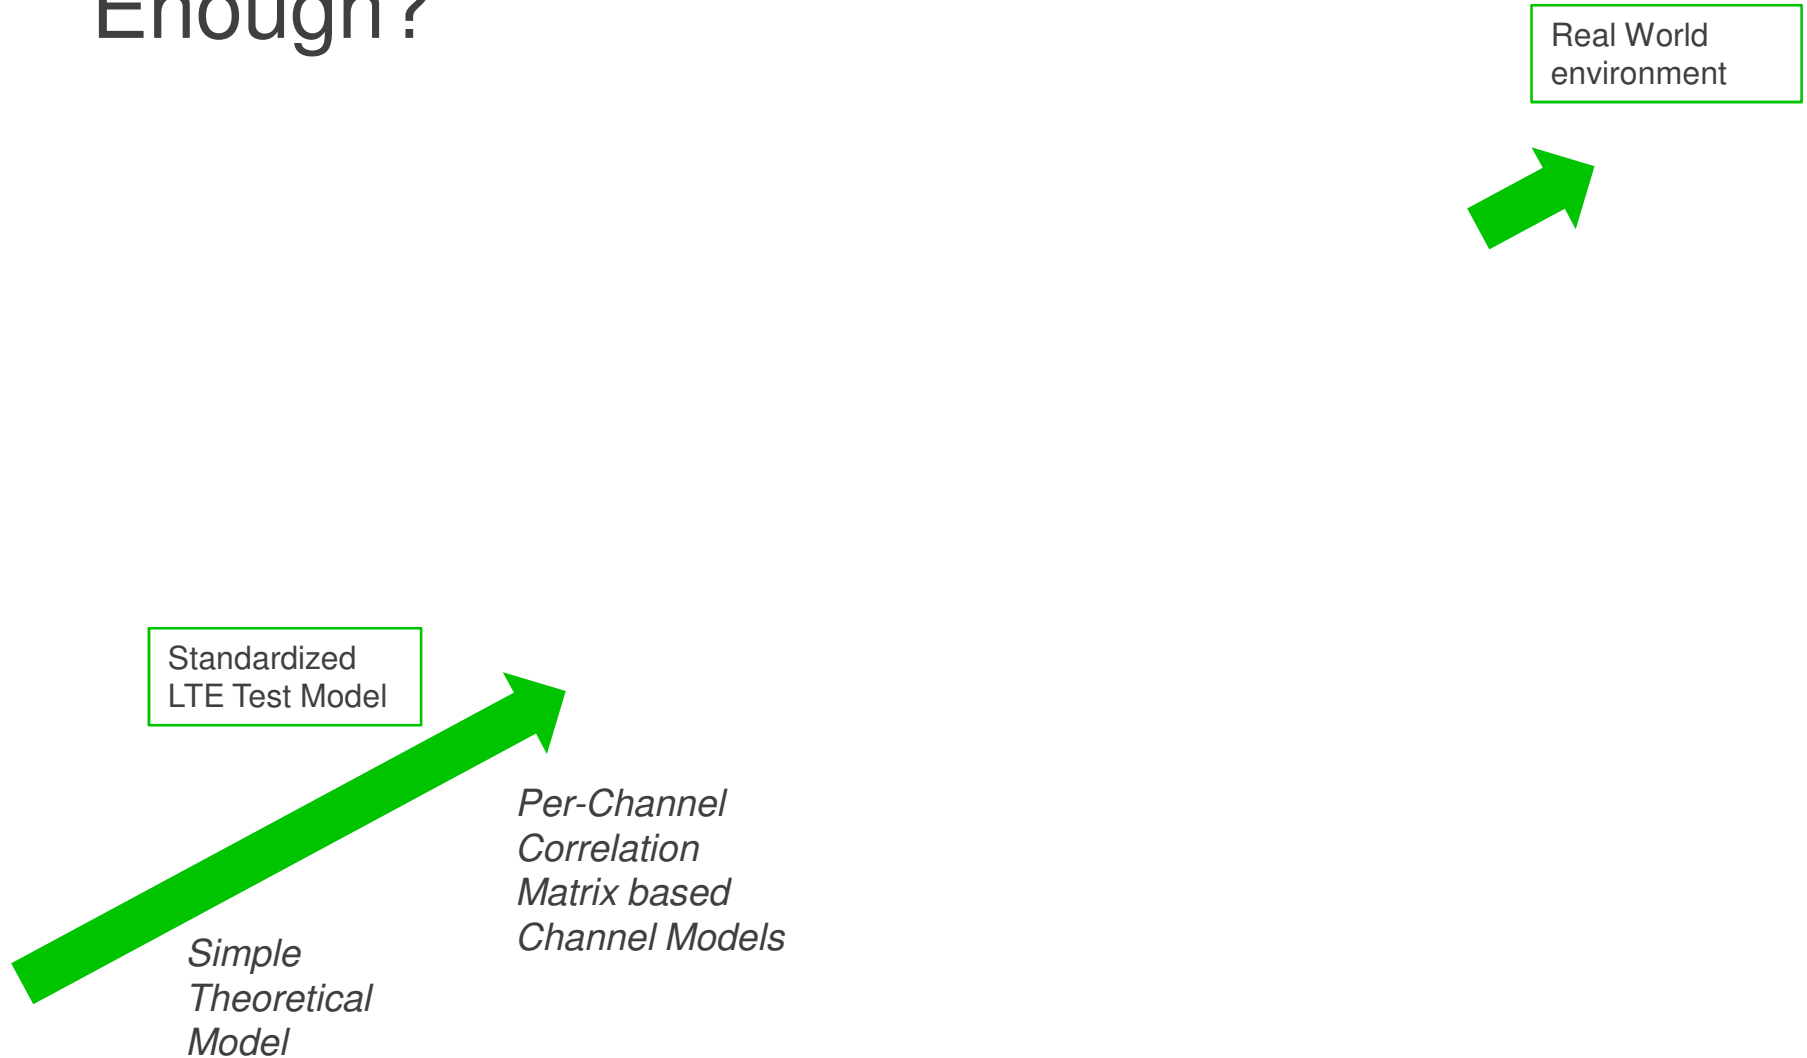 Enough?
Real World
environment
Standardized
LTE Test Model
Per-Channel
Correlation
Matrix based
Channel Models
Simple
Theoretical
Model